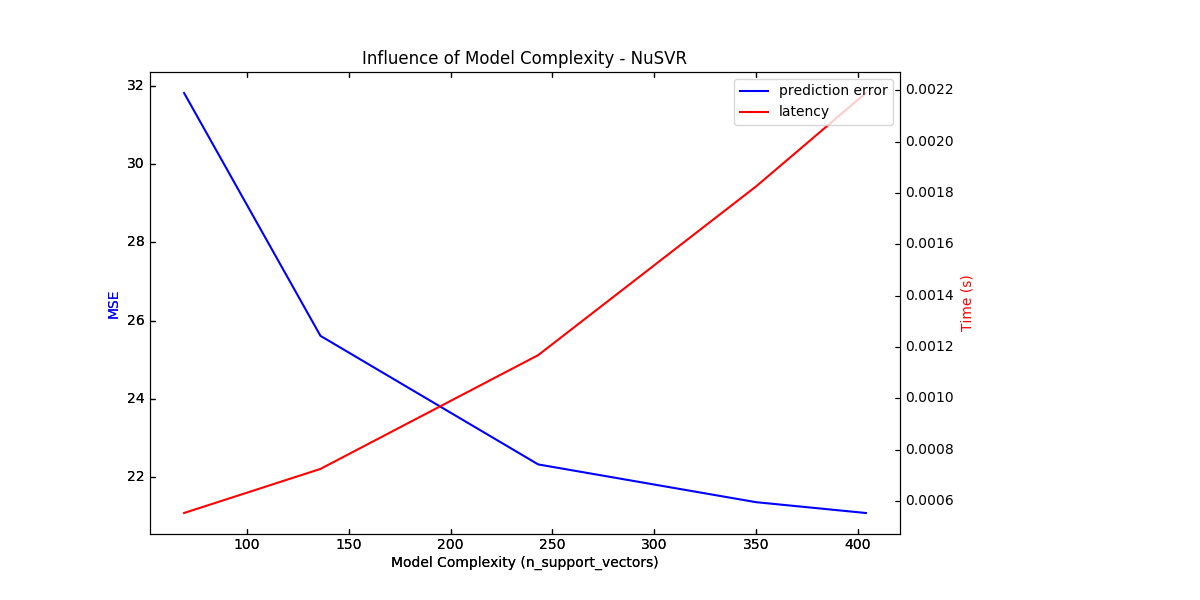 Influence of Model Complexity - NuSVR
prediction error
latency
MSE
32
30
28
26
24
22
0.0022
0.0020
0.0018
0.0016
0.0014
0.0012
0.0010
0.0008
0.0006
Time (s)
100 150 200 250 300 350 400
Model Complexity (n_support_vectors)